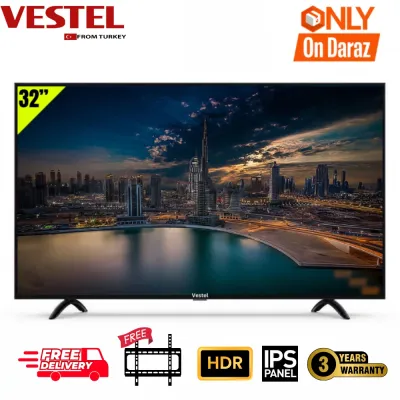 VESTEL
FROM TURKEY
ONLY
On Daraz
32”
Vestel
FREE
DELIVERY
FREE
HDR
IPS
PANEL
3 YEARS
WARRANTY